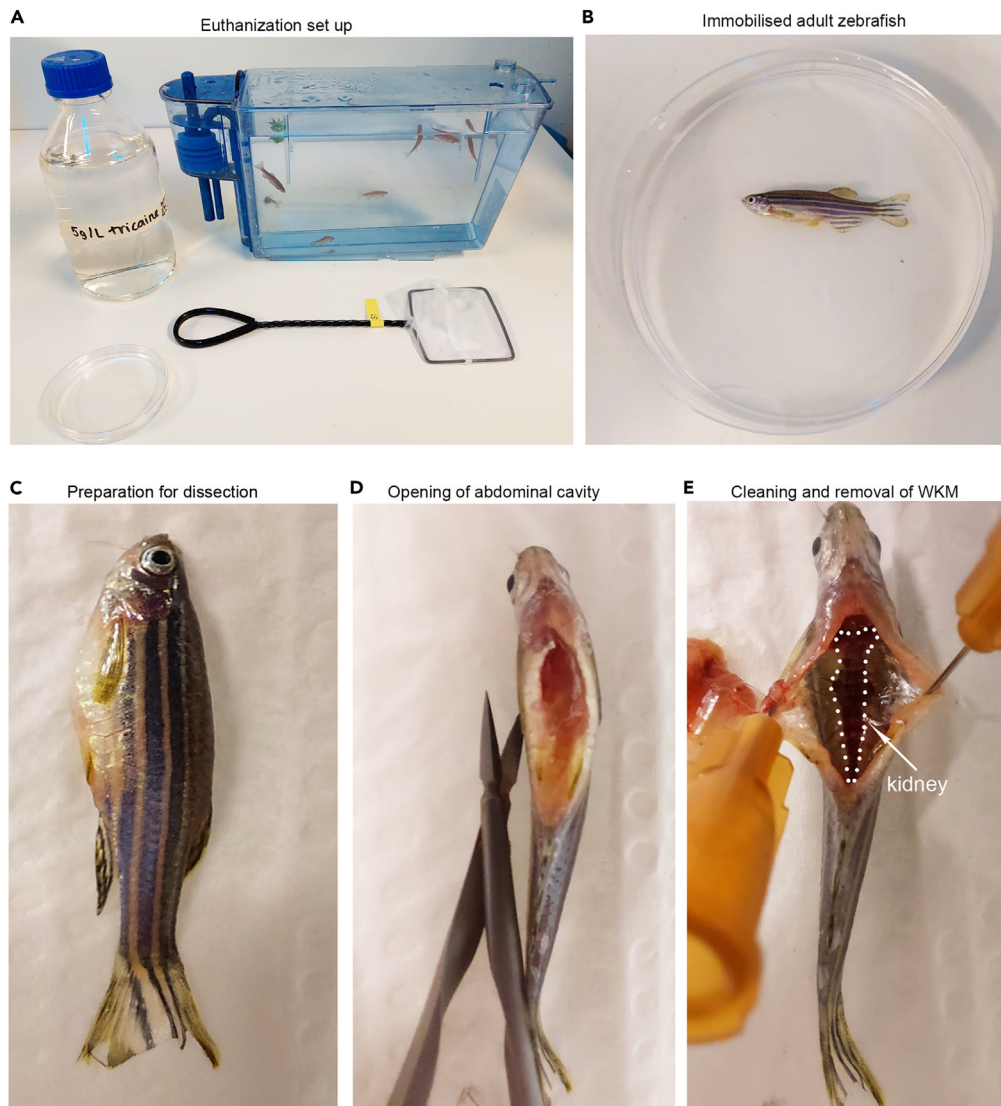 A
Euthanization set up
B
Immobilised adult zebrafish
5g/L tricaine
C
Preparation for dissection
D
Opening of abdominal cavity
E
Cleaning and removal of WKM
kidney